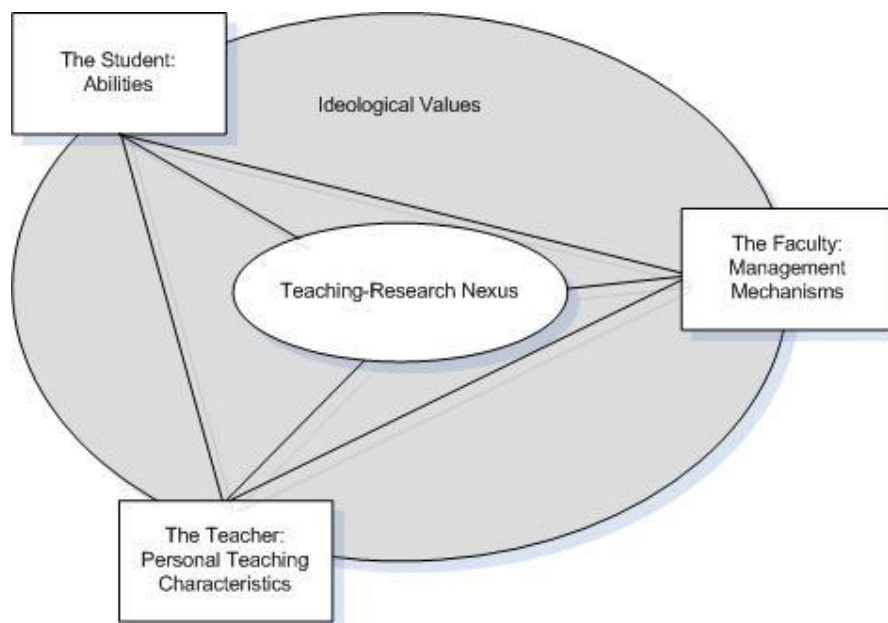 The Student:
Abilities
Ideological Values
The Faculty:
Management
Mechanisms
Teaching-Research Nexus
The Teacher:
Personal Teaching
Characteristics